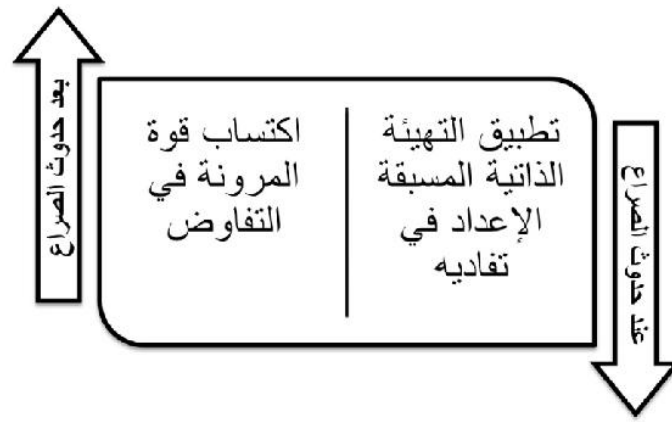 عند حدوث الصراع
تطبيق التهيئة
الذاتية المسبقة
الإعداد في
تفاديه
اكتساب قوة
المرونة في
التفاوض
بعد حدوث الصراع